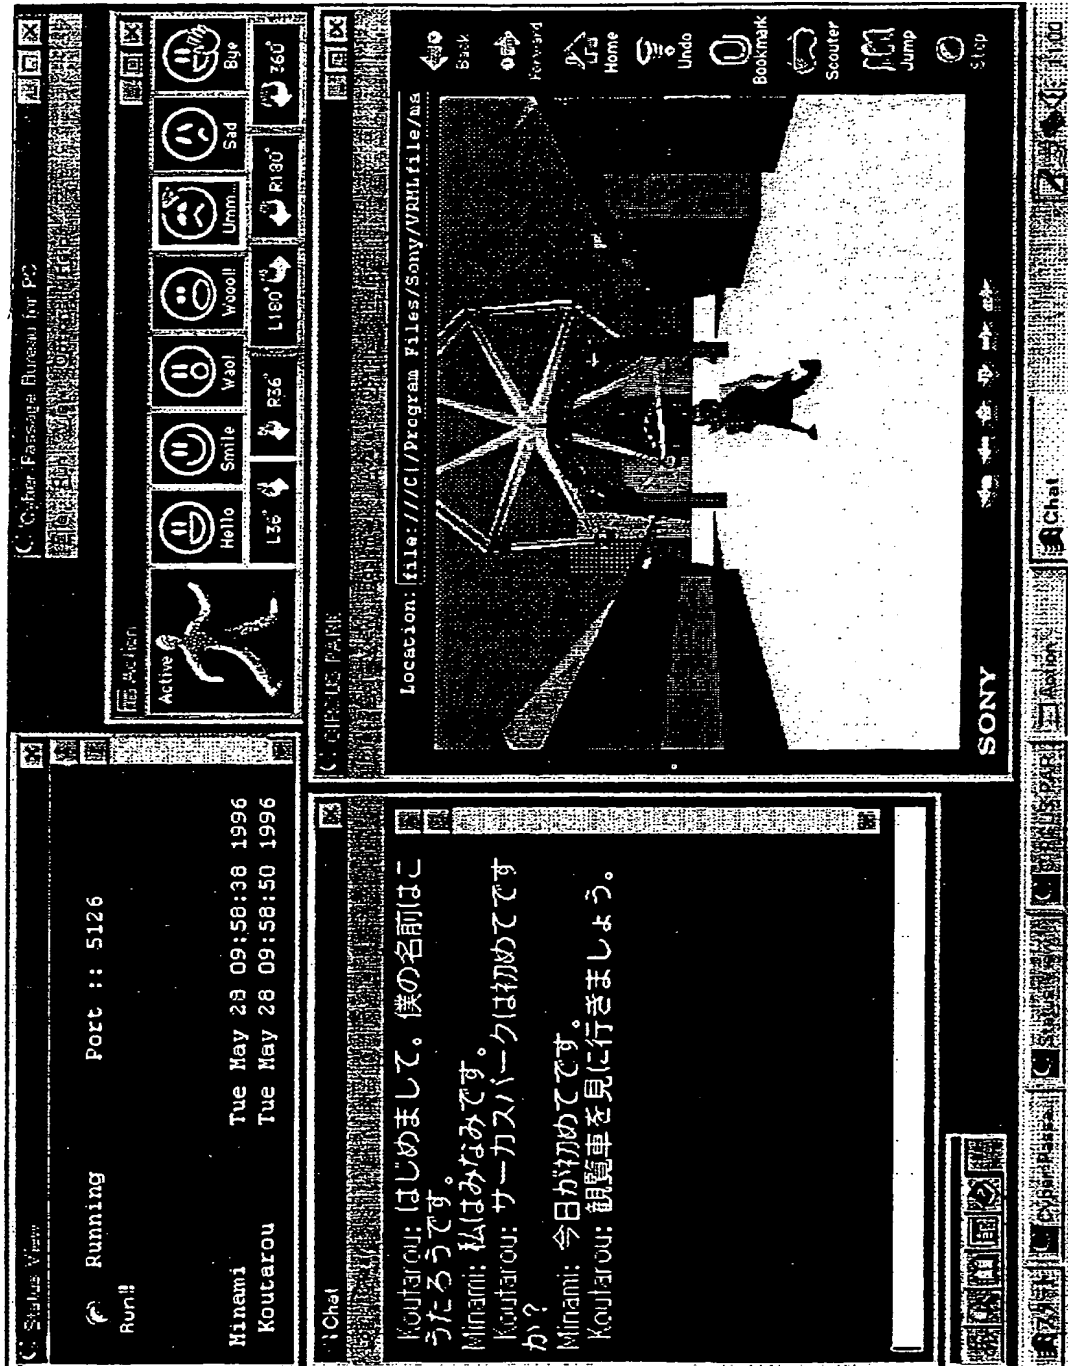 Status View
Running Port :: 5126
Run!!
Minami Tue May 28 09:58:38 1996
Koutarou Tue May 28 09:58:50 1996
Cyber Passage Bureau for PC
Action
Active
Hello
Smile
Wao!
Wooo!!
Umm..
Sad
Bye
L36°
R36°
L180°
R180°
360°
Chat
Koutarou: はじめまして。僕の名前はこ
うたろうです。
Minami: 私はみなみです。
Koutarou: サーカスパークは初めてです
か?
Minami: 今日が初めてです。
Koutarou: 観覧車を見に行きましょう。
CIRCUS PARK
Location: file:///C|/Program Files/Sony/VRMLfile/ma
Back
Forward
Home
Undo
Bookmark
Scouter
Jump
Stop
SONY
Status View
Action
Chat